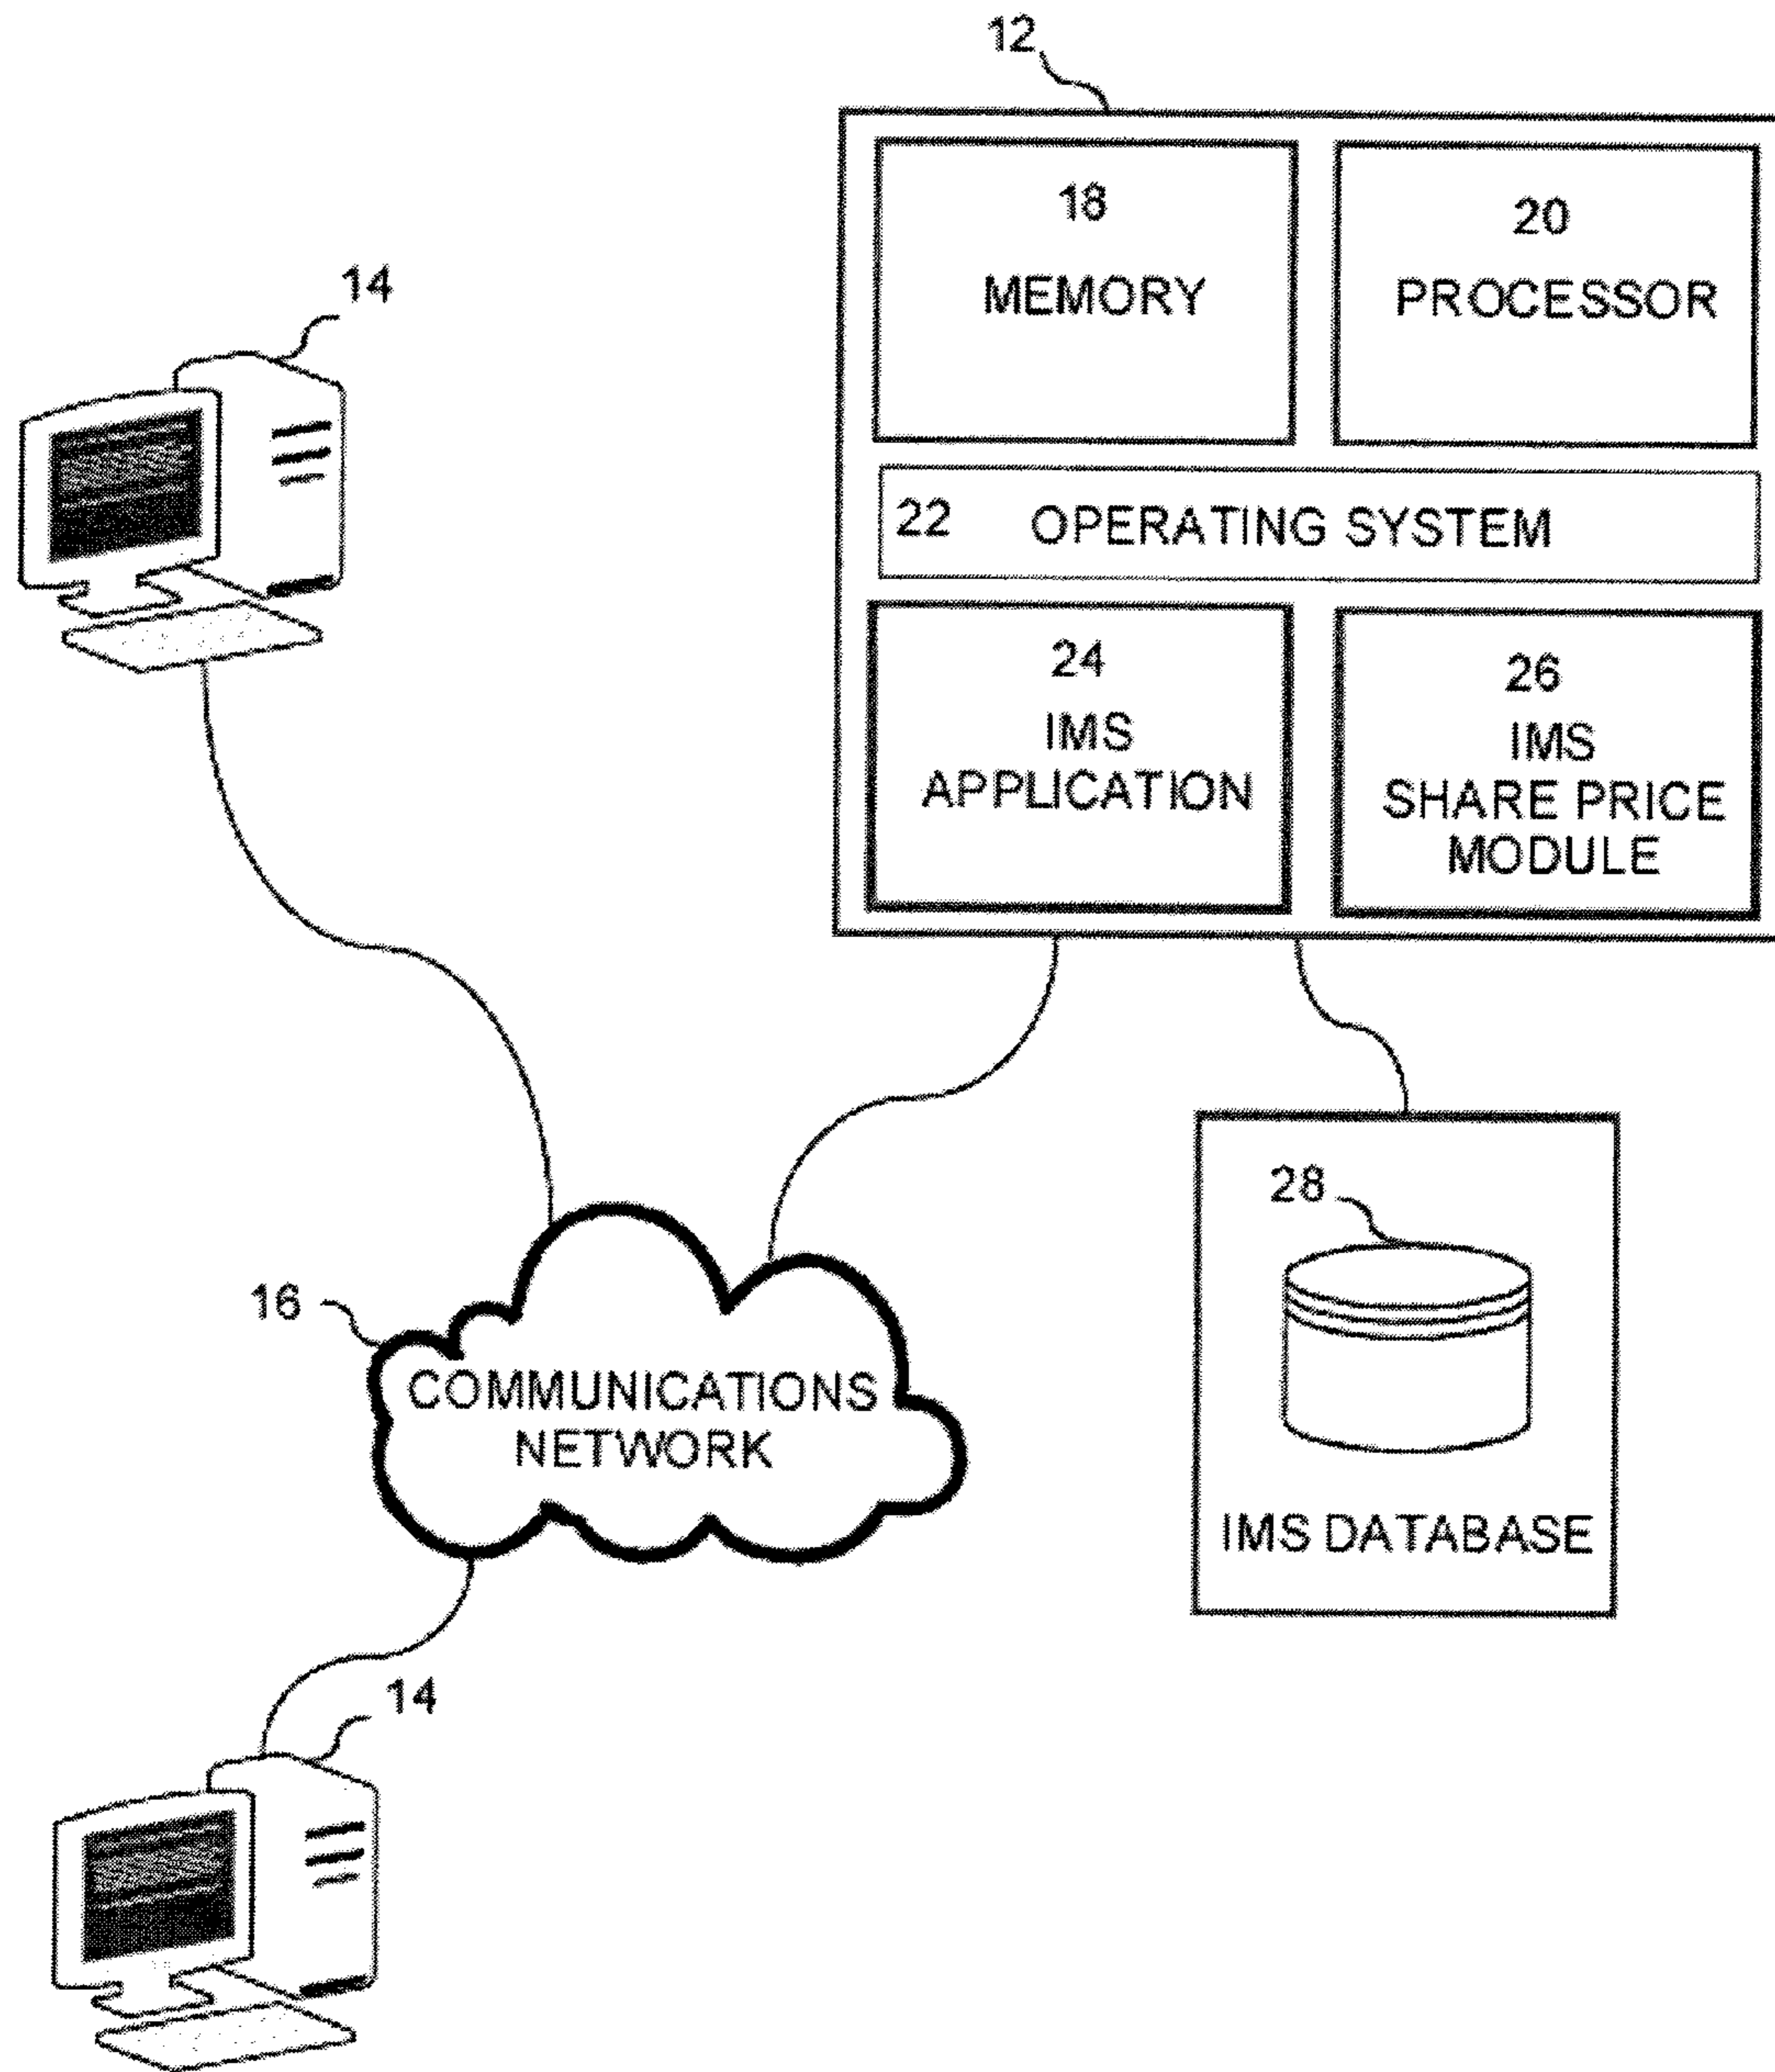 12
18
MEMORY
20
PROCESSOR
14
22 OPERATING SYSTEM
24
IMS
APPLICATION
26
IMS
SHARE PRICE
MODULE
28
16
COMMUNICATIONS
NETWORK
IMS DATABASE
14